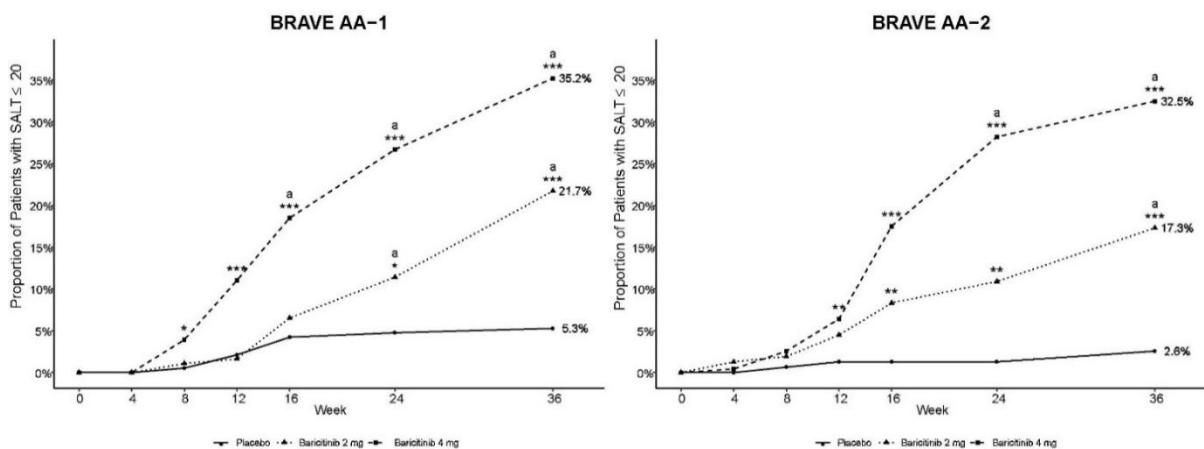 BRAVE AA−1
Proportion of Patients with SALT ≤ 20
35%
30%
25%
20%
15%
10%
5%
0%
a
***
35.2%
a
***
a
***
***
*
a
***
21.7%
a
*
5.3%
0 4 8 12 16 24 36
Week
Placebo Baricitinib 2 mg Baricitinib 4 mg
BRAVE AA−2
Proportion of Patients with SALT ≤ 20
35%
30%
25%
20%
15%
10%
5%
0%
a
***
32.5%
a
***
***
**
a
***
17.3%
**
**
2.6%
0 4 8 12 16 24 36
Week
Placebo Baricitinib 2 mg Baricitinib 4 mg